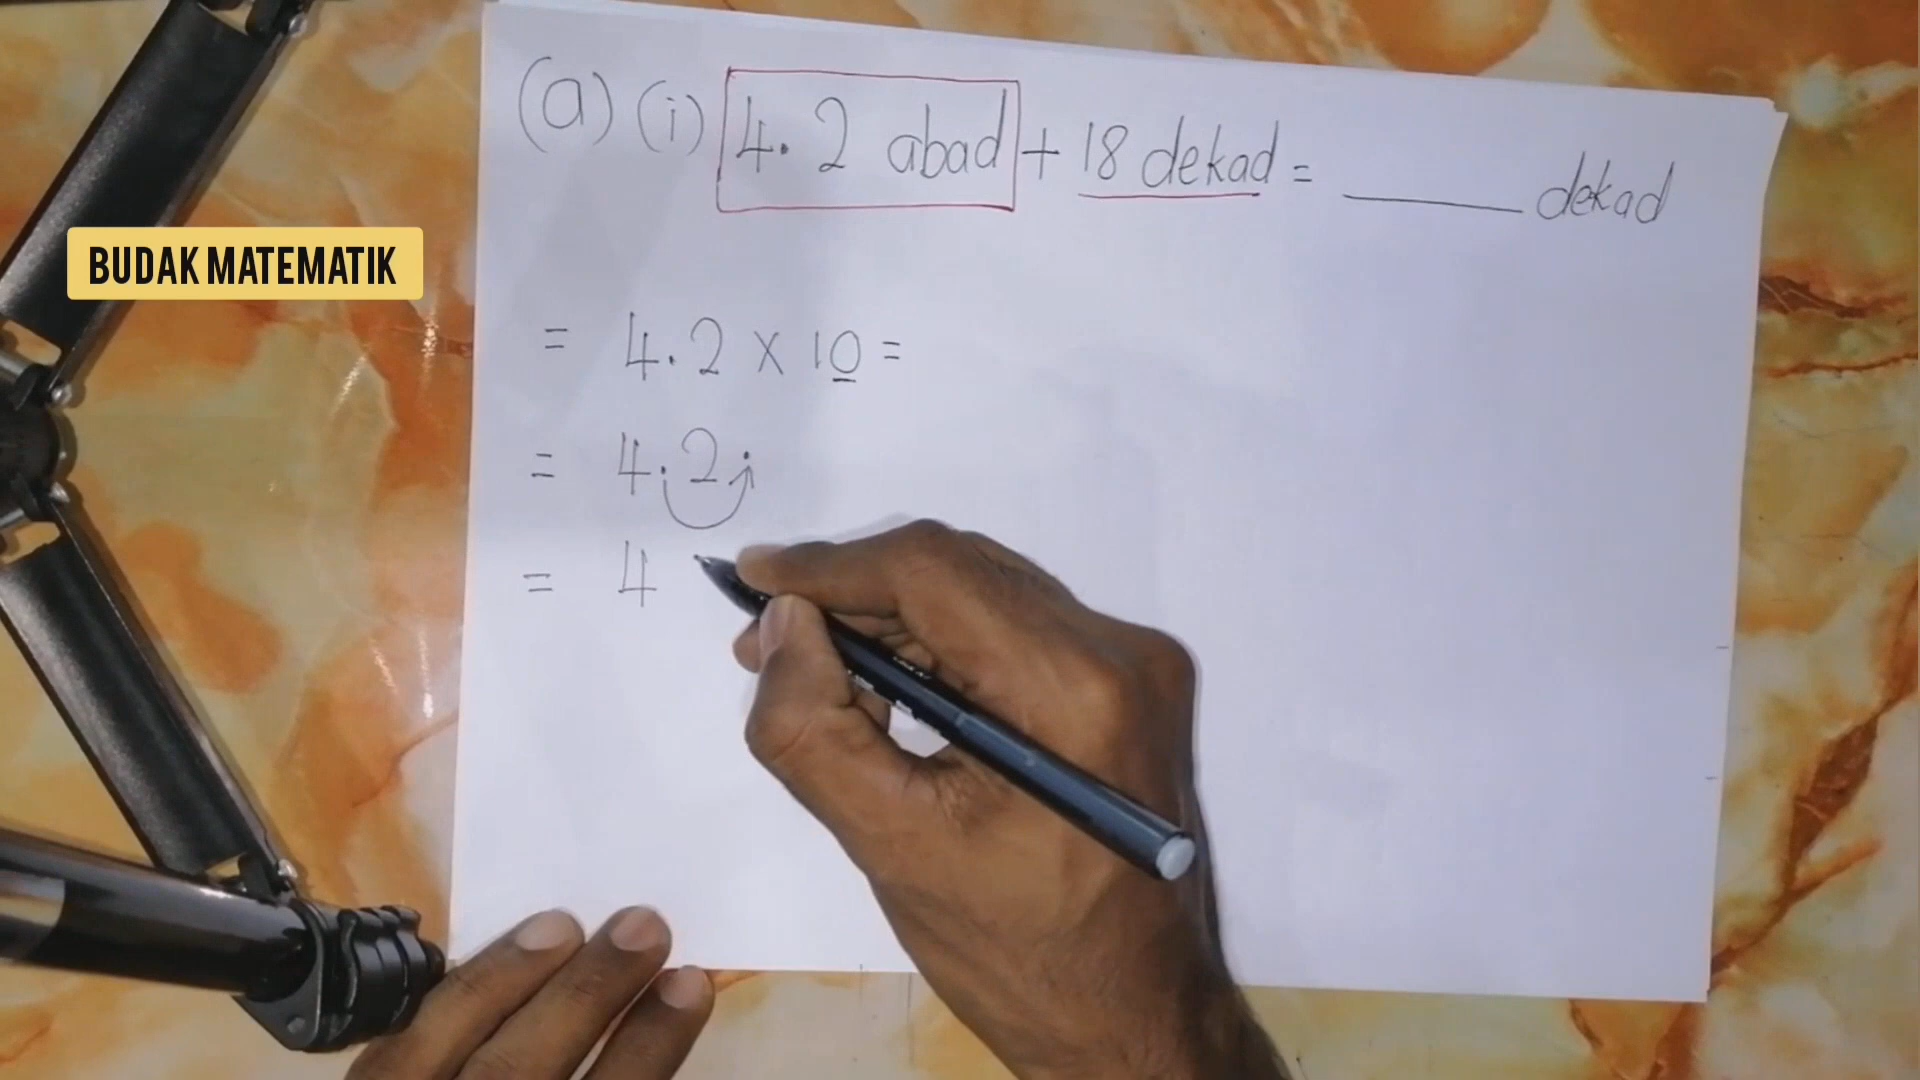 (a) (i) 4.2 abad + 18 dekad = ______ dekad
BUDAK MATEMATIK
= 4.2 x 10 =
= 4.2.
= 4